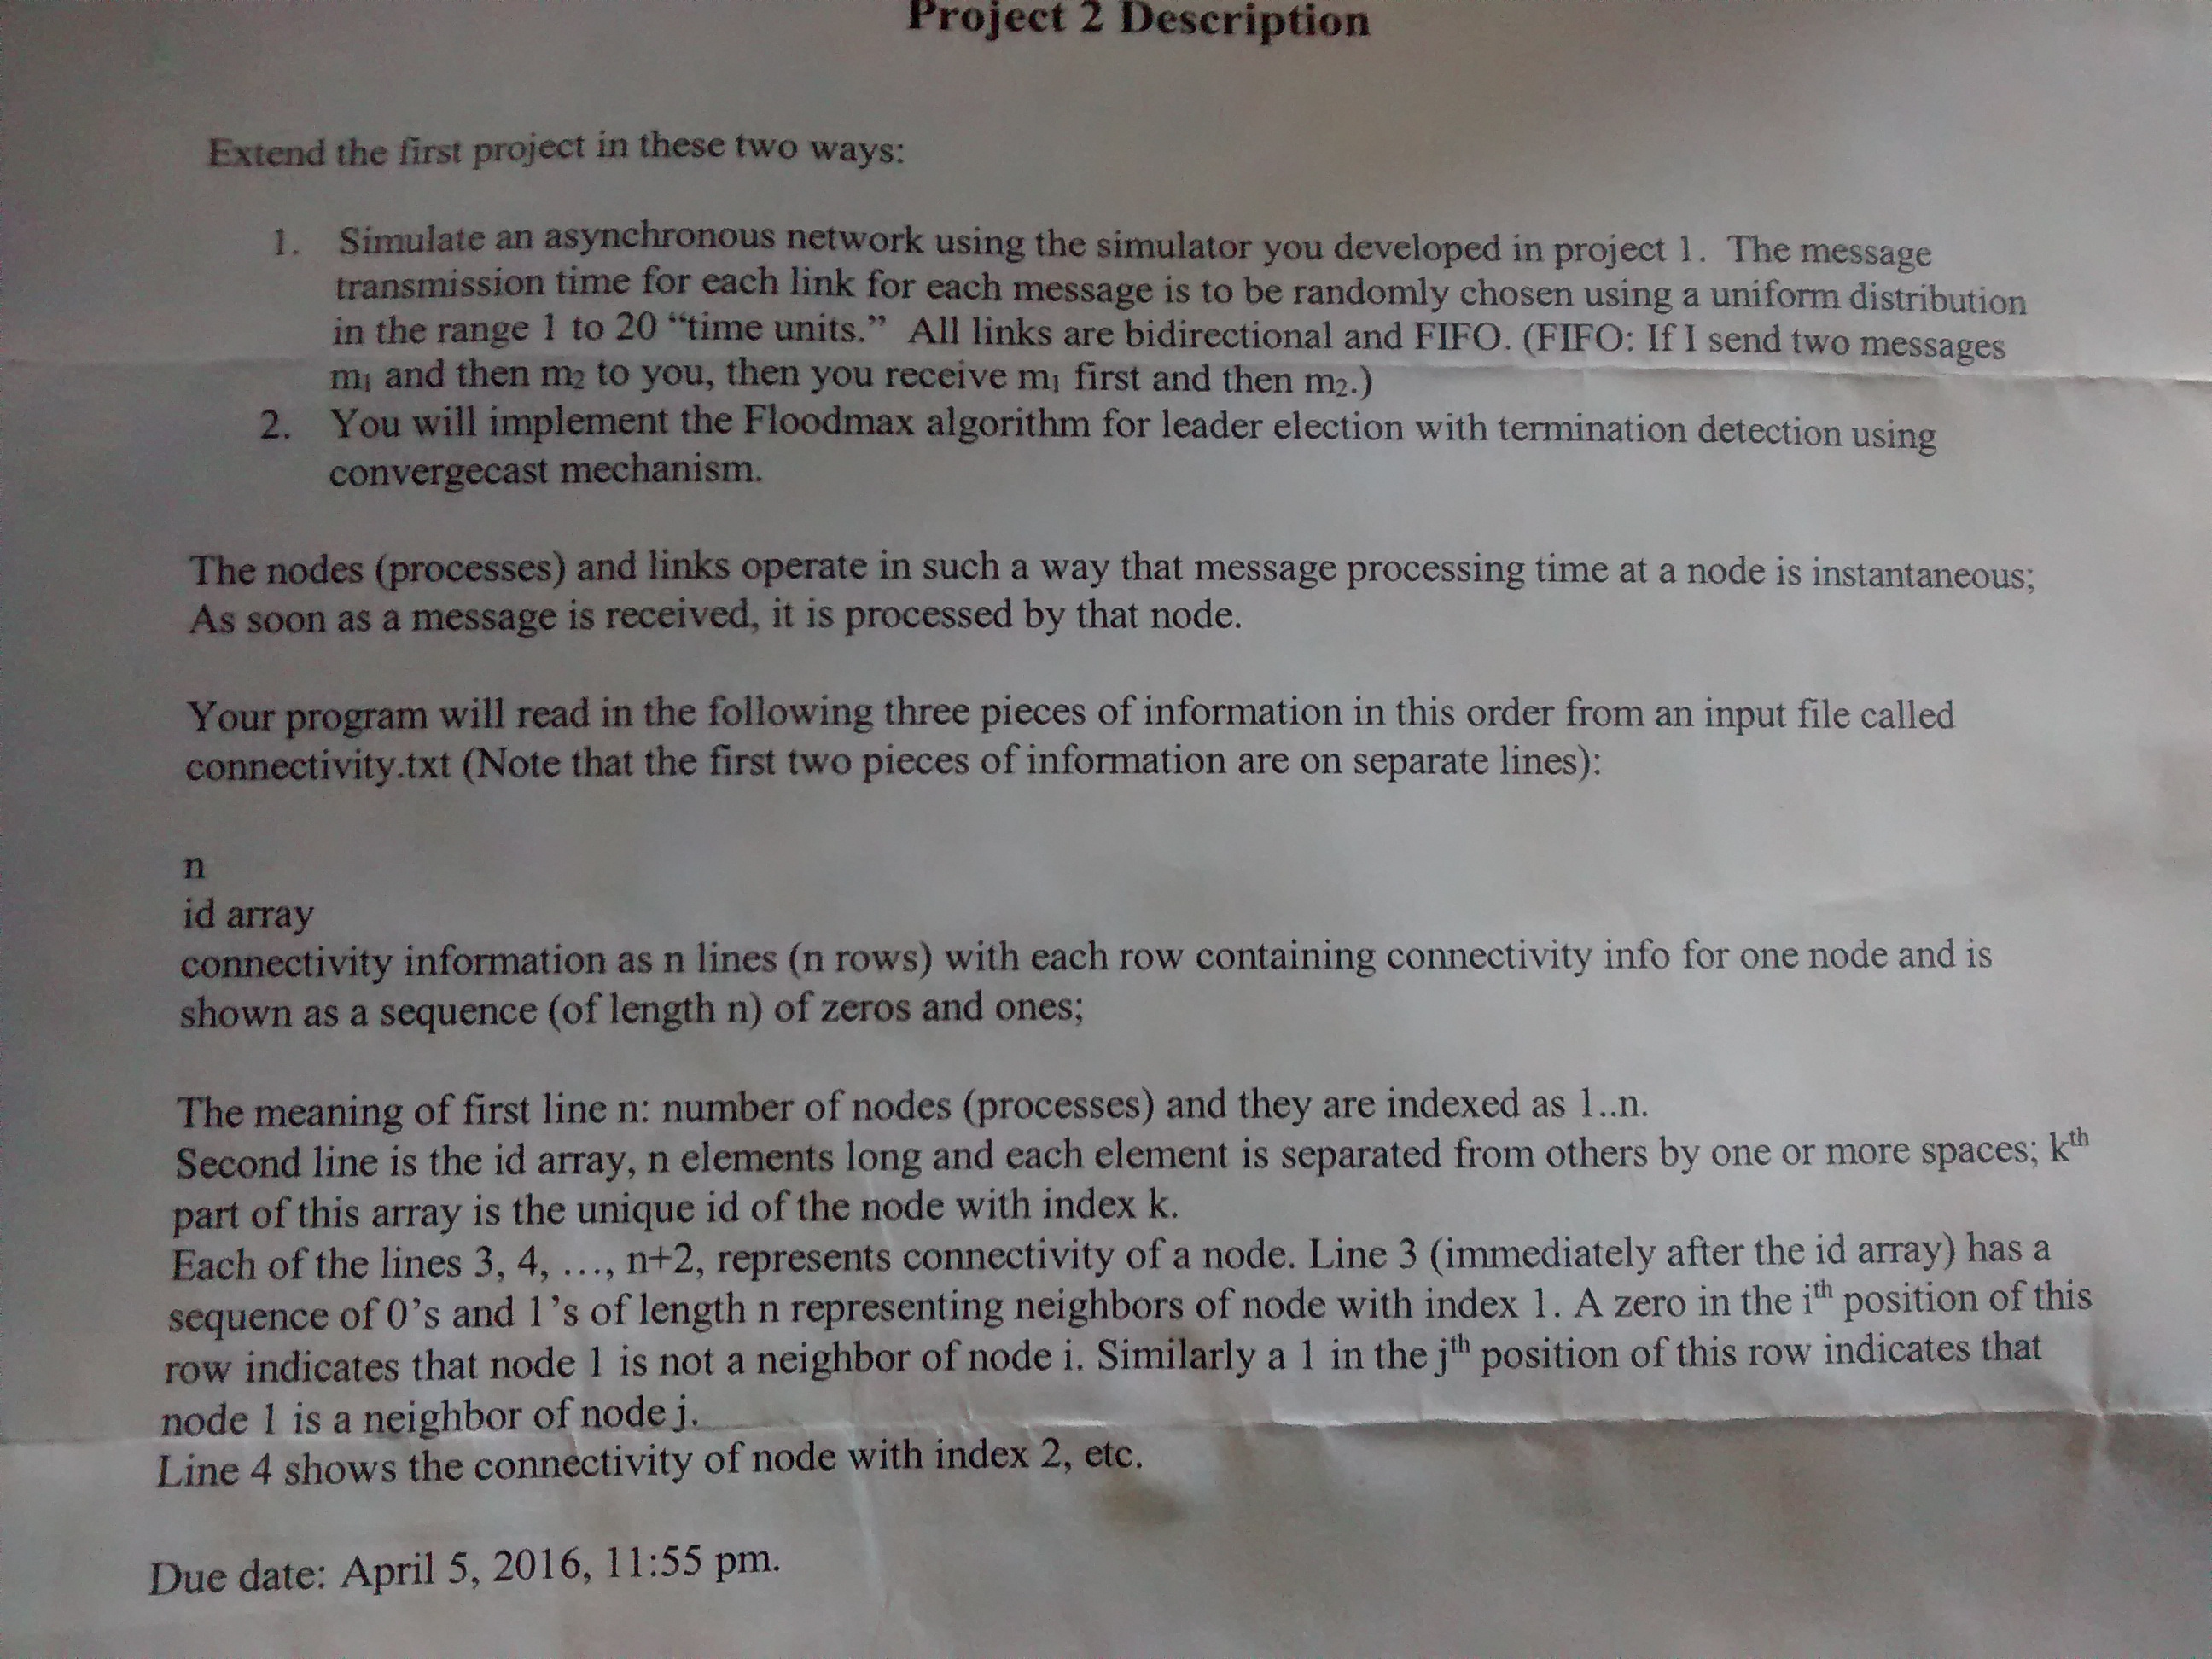 Project 2 Description
Extend the first project in these two ways:
1. Simulate an asynchronous network using the simulator you developed in project 1. The message
transmission time for each link for each message is to be randomly chosen using a uniform distribution
in the range 1 to 20 “time units.” All links are bidirectional and FIFO. (FIFO: If I send two messages
m₁ and then m₂ to you, then you receive m₁ first and then m₂.)
2. You will implement the Floodmax algorithm for leader election with termination detection using
convergecast mechanism.
The nodes (processes) and links operate in such a way that message processing time at a node is instantaneous;
As soon as a message is received, it is processed by that node.
Your program will read in the following three pieces of information in this order from an input file called
connectivity.txt (Note that the first two pieces of information are on separate lines):
n
id array
connectivity information as n lines (n rows) with each row containing connectivity info for one node and is
shown as a sequence (of length n) of zeros and ones;
The meaning of first line n: number of nodes (processes) and they are indexed as 1..n.
Second line is the id array, n elements long and each element is separated from others by one or more spaces; kᵗʰ
part of this array is the unique id of the node with index k.
Each of the lines 3, 4, …, n+2, represents connectivity of a node. Line 3 (immediately after the id array) has a
sequence of 0’s and 1’s of length n representing neighbors of node with index 1. A zero in the iᵗʰ position of this
row indicates that node 1 is not a neighbor of node i. Similarly a 1 in the jᵗʰ position of this row indicates that
node 1 is a neighbor of node j.
Line 4 shows the connectivity of node with index 2, etc.
Due date: April 5, 2016, 11:55 pm.